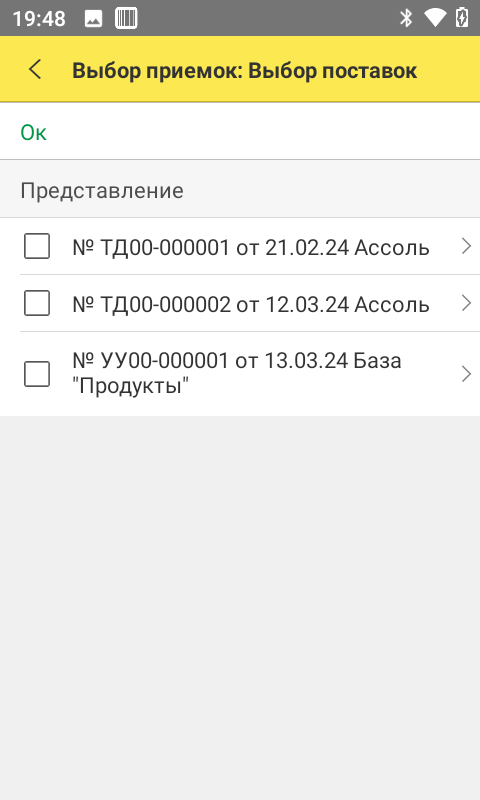 19:48
Выбор приемок: Выбор поставок
Ок
Представление
№ ТД00-000001 от 21.02.24 Ассоль
№ ТД00-000002 от 12.03.24 Ассоль
№ УУ00-000001 от 13.03.24 База
"Продукты"